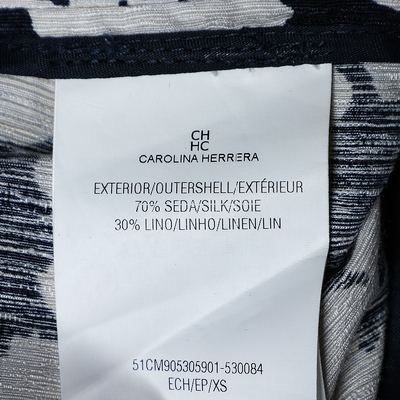 CH
HC
CAROLINA HERRERA
EXTERIOR/OUTERSHELL/EXTÉRIEUR
70% SEDA/SILK/SOIE
30% LINO/LINHO/LINEN/LIN
51CM905305901-530084
ECH/EP/XS